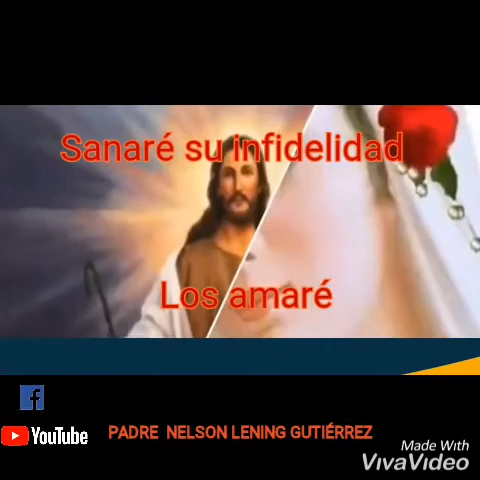 Sanaré su infidelidad
Los amaré
YouTube
PADRE NELSON LENING GUTIÉRREZ
Made With
VivaVideo